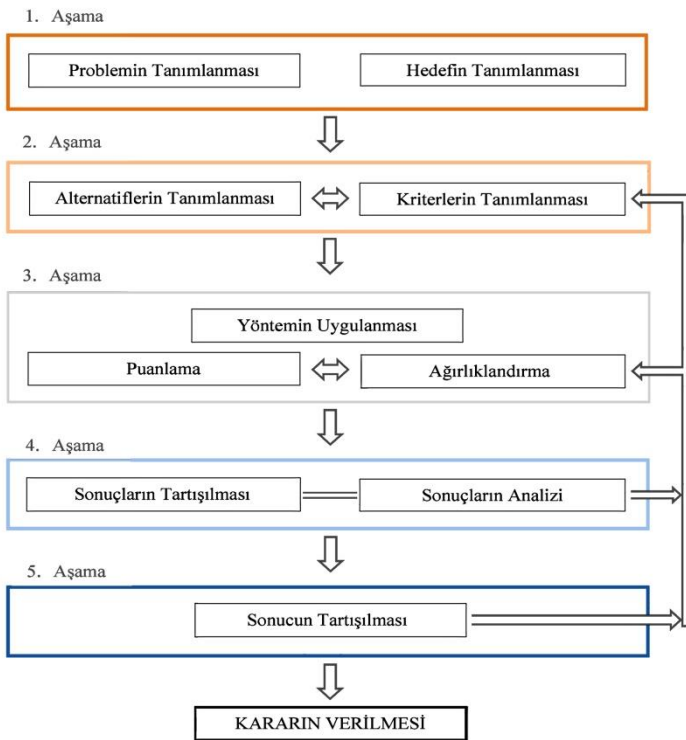 1. Aşama
Problemin Tanımlanması
Hedefin Tanımlanması
2. Aşama
Alternatiflerin Tanımlanması
Kriterlerin Tanımlanması
3. Aşama
Yöntemin Uygulanması
Puanlama
Ağırlıklandırma
4. Aşama
Sonuçların Tartışılması
Sonuçların Analizi
5. Aşama
Sonucun Tartışılması
KARARIN VERİLMESİ